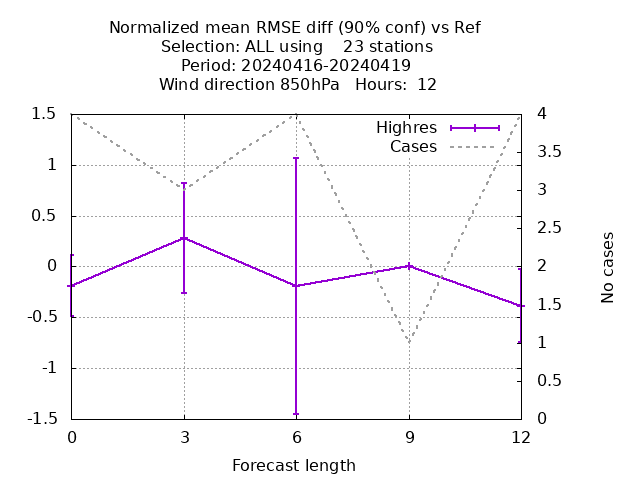 Normalized mean RMSE diff (90% conf) vs Ref
Selection: ALL using    23 stations
Period: 20240416-20240419
Wind direction 850hPa   Hours:  12
Highres
Cases
1.5
1
0.5
0
-0.5
-1
-1.5
4
3.5
3
2.5
2
1.5
1
0.5
0
No cases
0 3 6 9 12
Forecast length